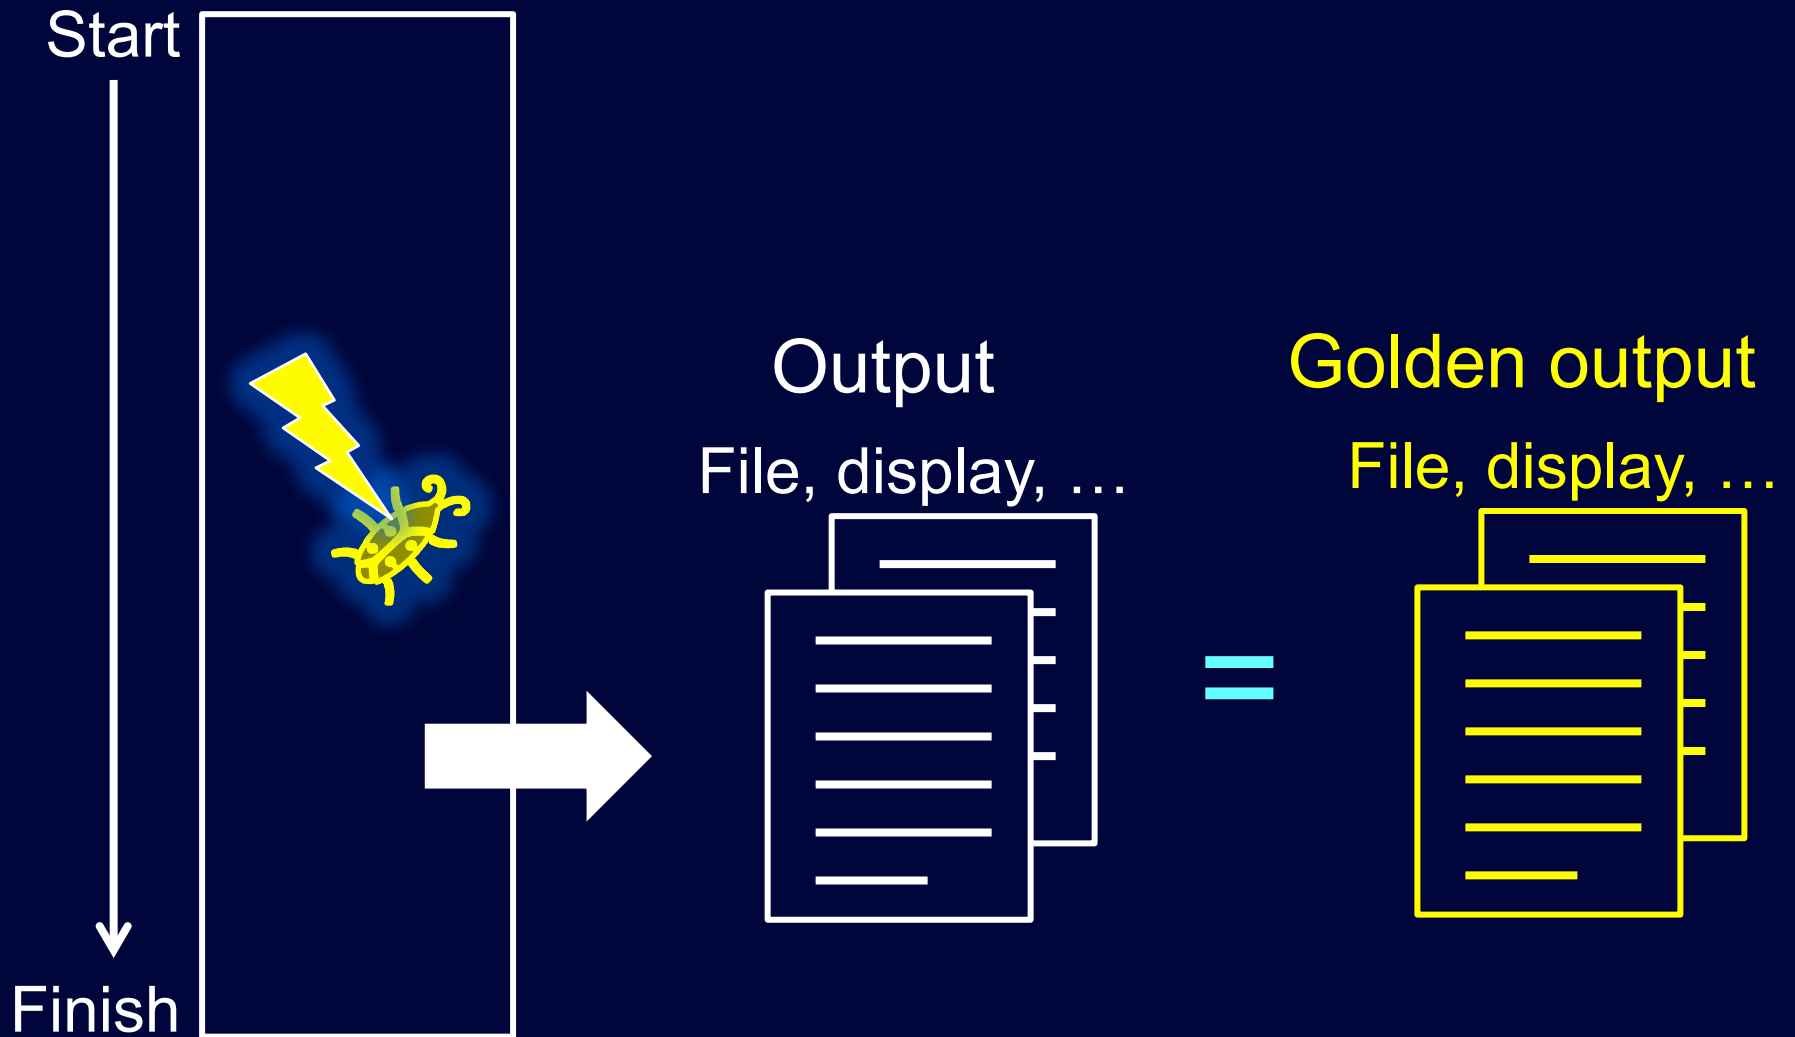 Start
Output
File, display, …
=
Golden output
File, display, …
Finish